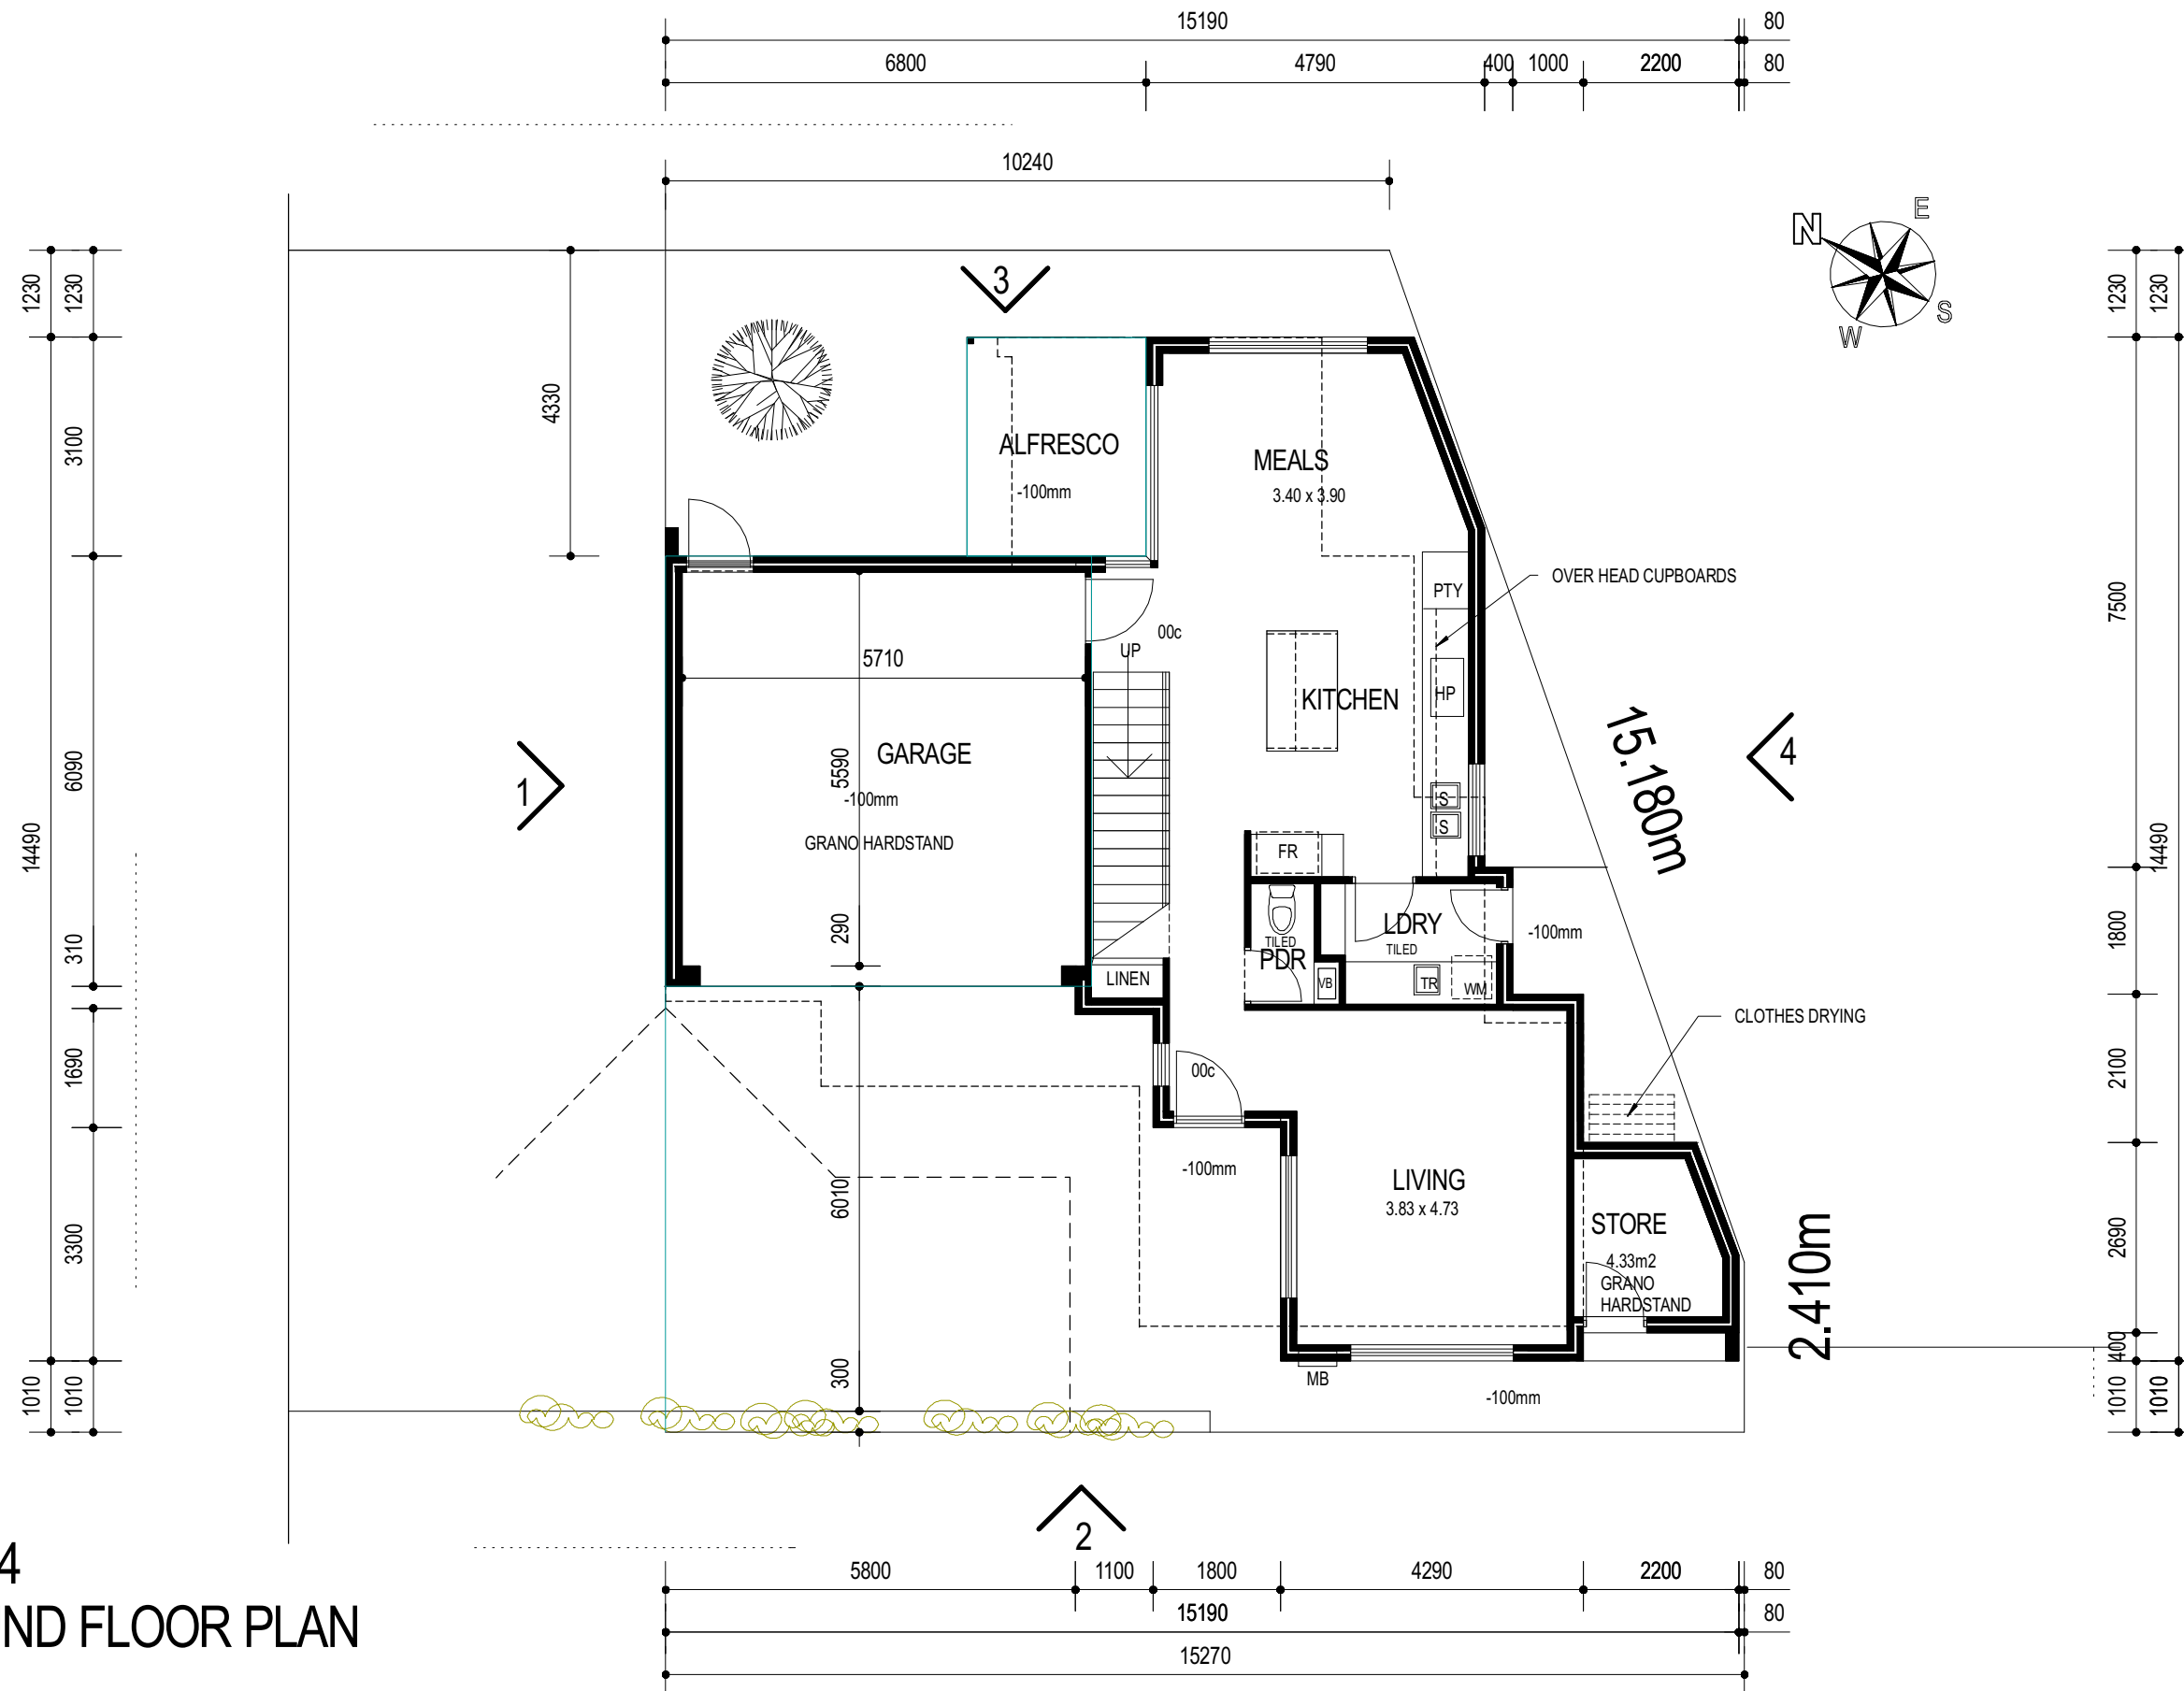 15190
80
6800
4790
400
1000
2200
80
10240
N
E
S
W
1230
1230
3
1230
1230
4330
3100
ALFRESCO
-100mm
MEALS
3.40 x 3.90
OVER HEAD CUPBOARDS
PTY
7500
00c
UP
5710
HP
KITCHEN
15.180m
4
GARAGE
5590
-100mm
6090
1
S
S
GRANO HARDSTAND
14490
14490
FR
310
290
LDRY
TILED
TILED
PDR
-100mm
1800
LINEN
VB
TR
WM
CLOTHES DRYING
1690
00c
2100
-100mm
LIVING
3.83 x 4.73
6010
STORE
4.33m2
GRANO
HARDSTAND
3300
2690
2.410m
400
300
1010
1010
MB
-100mm
1010
1010
2
4
ND FLOOR PLAN
5800
1100
1800
4290
2200
80
15190
80
15270